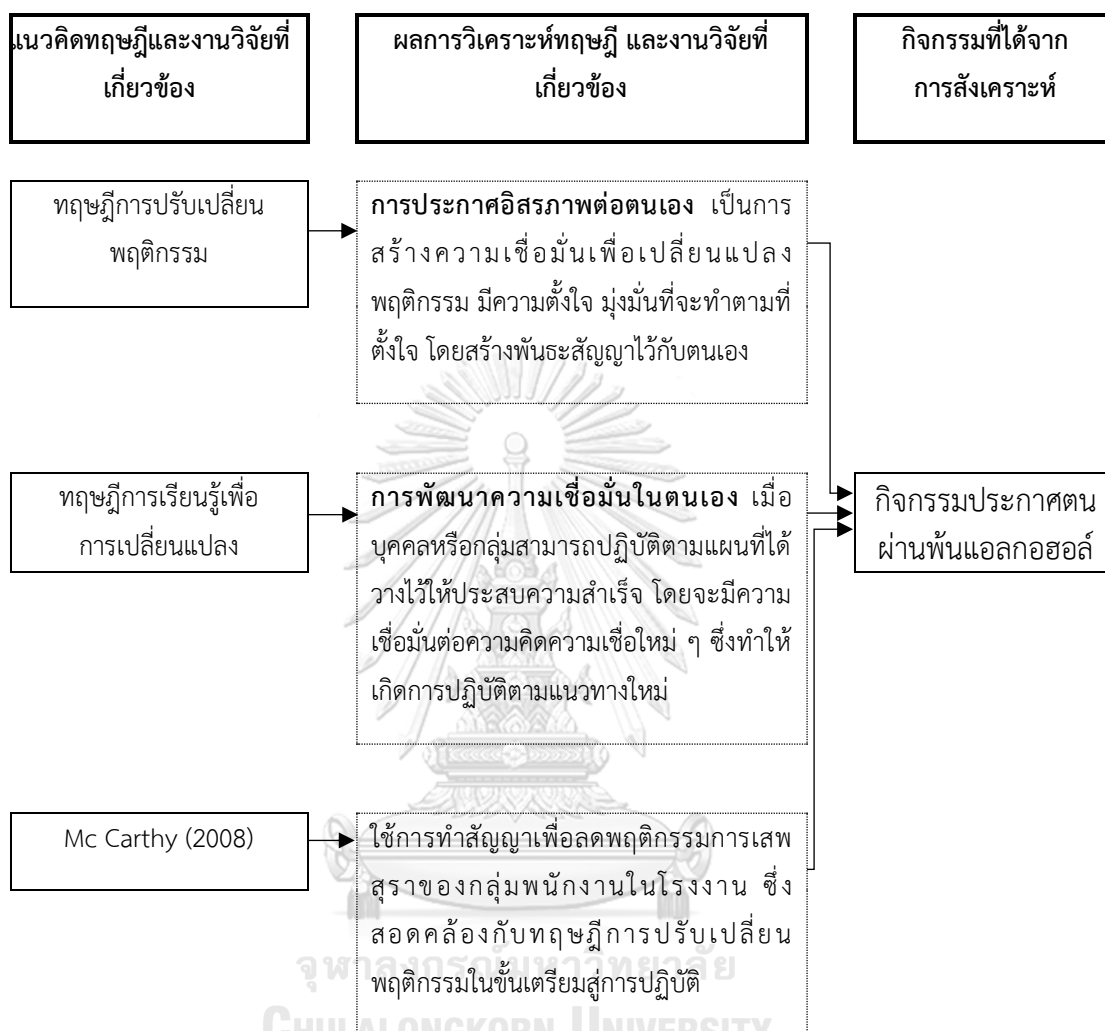 แนวคิดทฤษฎีและงานวิจัยที่
เกี่ยวข้อง
ผลการวิเคราะห์ทฤษฎี และงานวิจัยที่
เกี่ยวข้อง
กิจกรรมที่ได้จาก
การสังเคราะห์
ทฤษฎีการปรับเปลี่ยน
พฤติกรรม
การประกาศอิสรภาพต่อตนเอง เป็นการ
สร้างความเชื่อมั่นเพื่อเปลี่ยนแปลง
พฤติกรรม มีความตั้งใจ มุ่งมั่นที่จะทำตามที่
ตั้งใจ โดยสร้างพันธะสัญญาไว้กับตนเอง
ทฤษฎีการเรียนรู้เพื่อ
การเปลี่ยนแปลง
การพัฒนาความเชื่อมั่นในตนเอง เมื่อ
บุคคลหรือกลุ่มสามารถปฏิบัติตามแผนที่ได้
วางไว้ให้ประสบความสำเร็จ โดยจะมีความ
เชื่อมั่นต่อความคิดความเชื่อใหม่ ๆ ซึ่งทำให้
เกิดการปฏิบัติตามแนวทางใหม่
กิจกรรมประกาศตน
ผ่านพ้นแอลกอฮอล์
Mc Carthy (2008)
ใช้การทำสัญญาเพื่อลดพฤติกรรมการเสพ
สุราของกลุ่มพนักงานในโรงงาน ซึ่ง
สอดคล้องกับทฤษฎีการปรับเปลี่ยน
พฤติกรรมในขั้นเตรียมสู่การปฏิบัติ
จุฬาลงกรณ์มหาวิทยาลัย
CHULALONGKORN UNIVERSITY